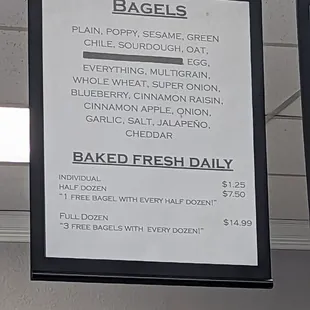 BAGELS
PLAIN, POPPY, SESAME, GREEN
CHILE, SOURDOUGH, OAT,
EGG,
EVERYTHING, MULTIGRAIN,
WHOLE WHEAT, SUPER ONION,
BLUEBERRY, CINNAMON RAISIN,
CINNAMON APPLE, ONION,
GARLIC, SALT, JALAPEÑO,
CHEDDAR
BAKED FRESH DAILY
INDIVIDUAL $1.25
HALF DOZEN $7.50
"1 FREE BAGEL WITH EVERY HALF DOZEN!"
FULL DOZEN $14.99
"3 FREE BAGELS WITH EVERY DOZEN!"